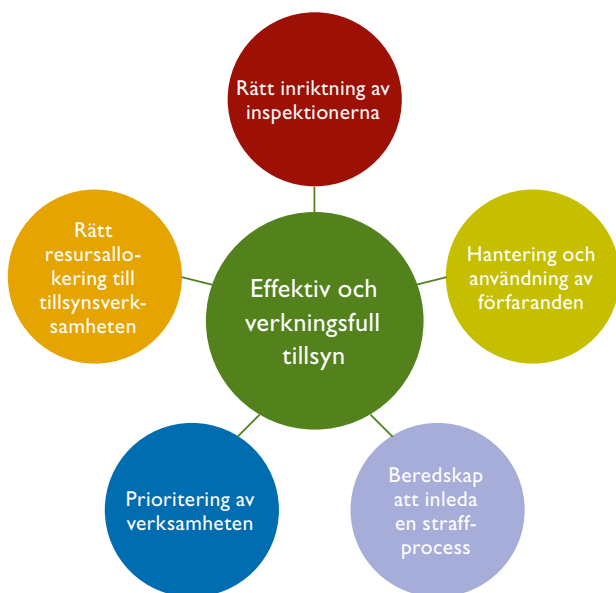 Rätt inriktning av
inspektionerna
Hantering och
användning av
förfaranden
Beredskap
att inleda
en straff-
process
Prioritering av
verksamheten
Rätt
resursallo-
kering till
tillsynsverk-
samheten
Effektiv och
verkningsfull
tillsyn